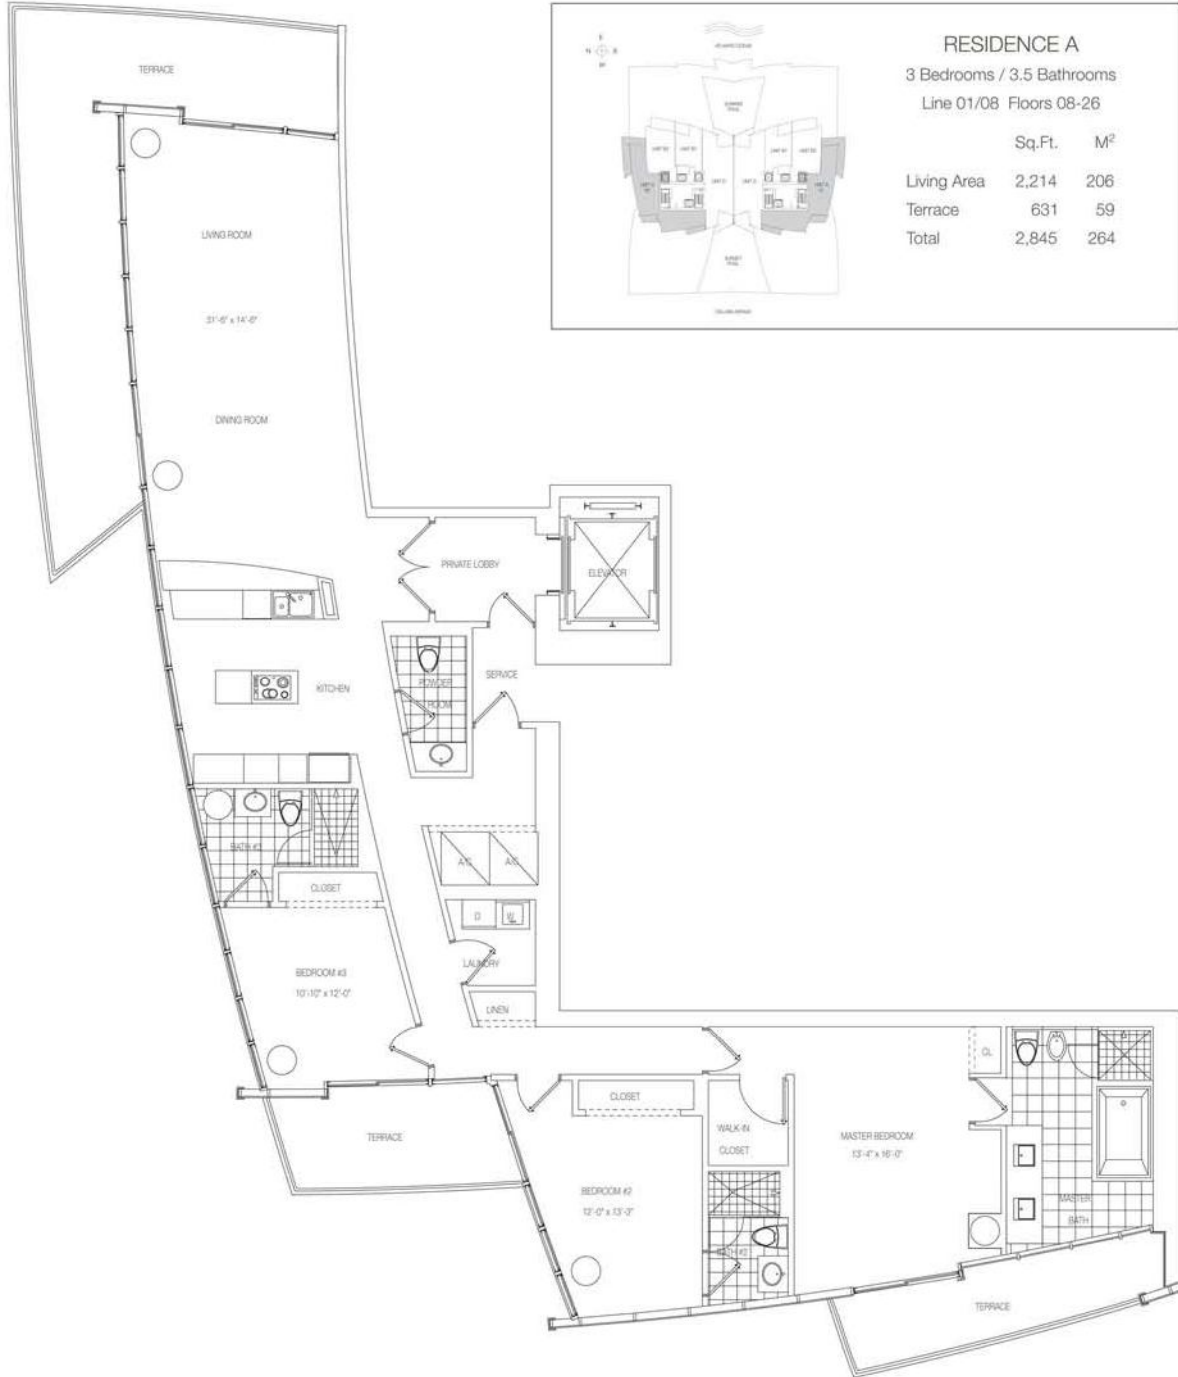 TERRACE
LIVING ROOM
DINING ROOM
PRIVATE LOBBY
ELEVATOR
KITCHEN
POWDER
ROOM
SERVICE
A/C
A/C
CLOSET
D
W
LAUNDRY
LINEN
BEDROOM #3
10'-10" x 12'-0"
TERRACE
CLOSET
BEDROOM #2
12'-0" x 13'-3"
WALK-IN
CLOSET
BATH #2
MASTER BEDROOM
13'-4" x 16'-0"
CL
MASTER
BATH
TERRACE
E
N
S
W
RESIDENCE A
3 Bedrooms / 3.5 Bathrooms
Line 01/08 Floors 08-26
Sq.Ft. M²
Living Area 2,214 206
Terrace 631 59
Total 2,845 264